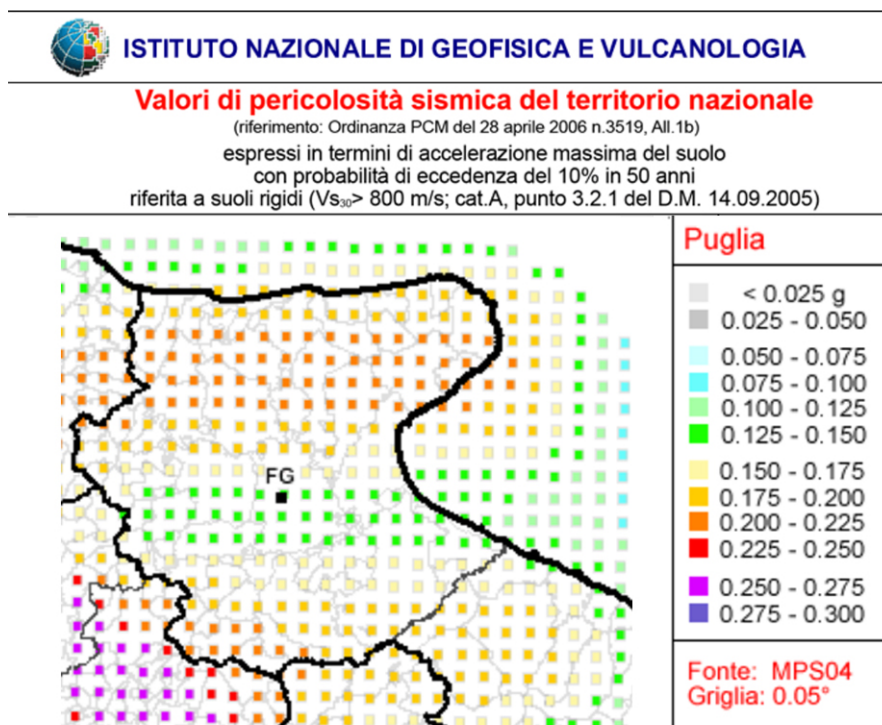 ISTITUTO NAZIONALE DI GEOFISICA E VULCANOLOGIA
Valori di pericolosità sismica del territorio nazionale
(riferimento: Ordinanza PCM del 28 aprile 2006 n.3519, All.1b)
espressi in termini di accelerazione massima del suolo
con probabilità di eccedenza del 10% in 50 anni
riferita a suoli rigidi (Vs₃₀> 800 m/s; cat.A, punto 3.2.1 del D.M. 14.09.2005)
FG
Puglia
< 0.025 g
0.025 - 0.050
0.050 - 0.075
0.075 - 0.100
0.100 - 0.125
0.125 - 0.150
0.150 - 0.175
0.175 - 0.200
0.200 - 0.225
0.225 - 0.250
0.250 - 0.275
0.275 - 0.300
Fonte: MPS04
Griglia: 0.05°